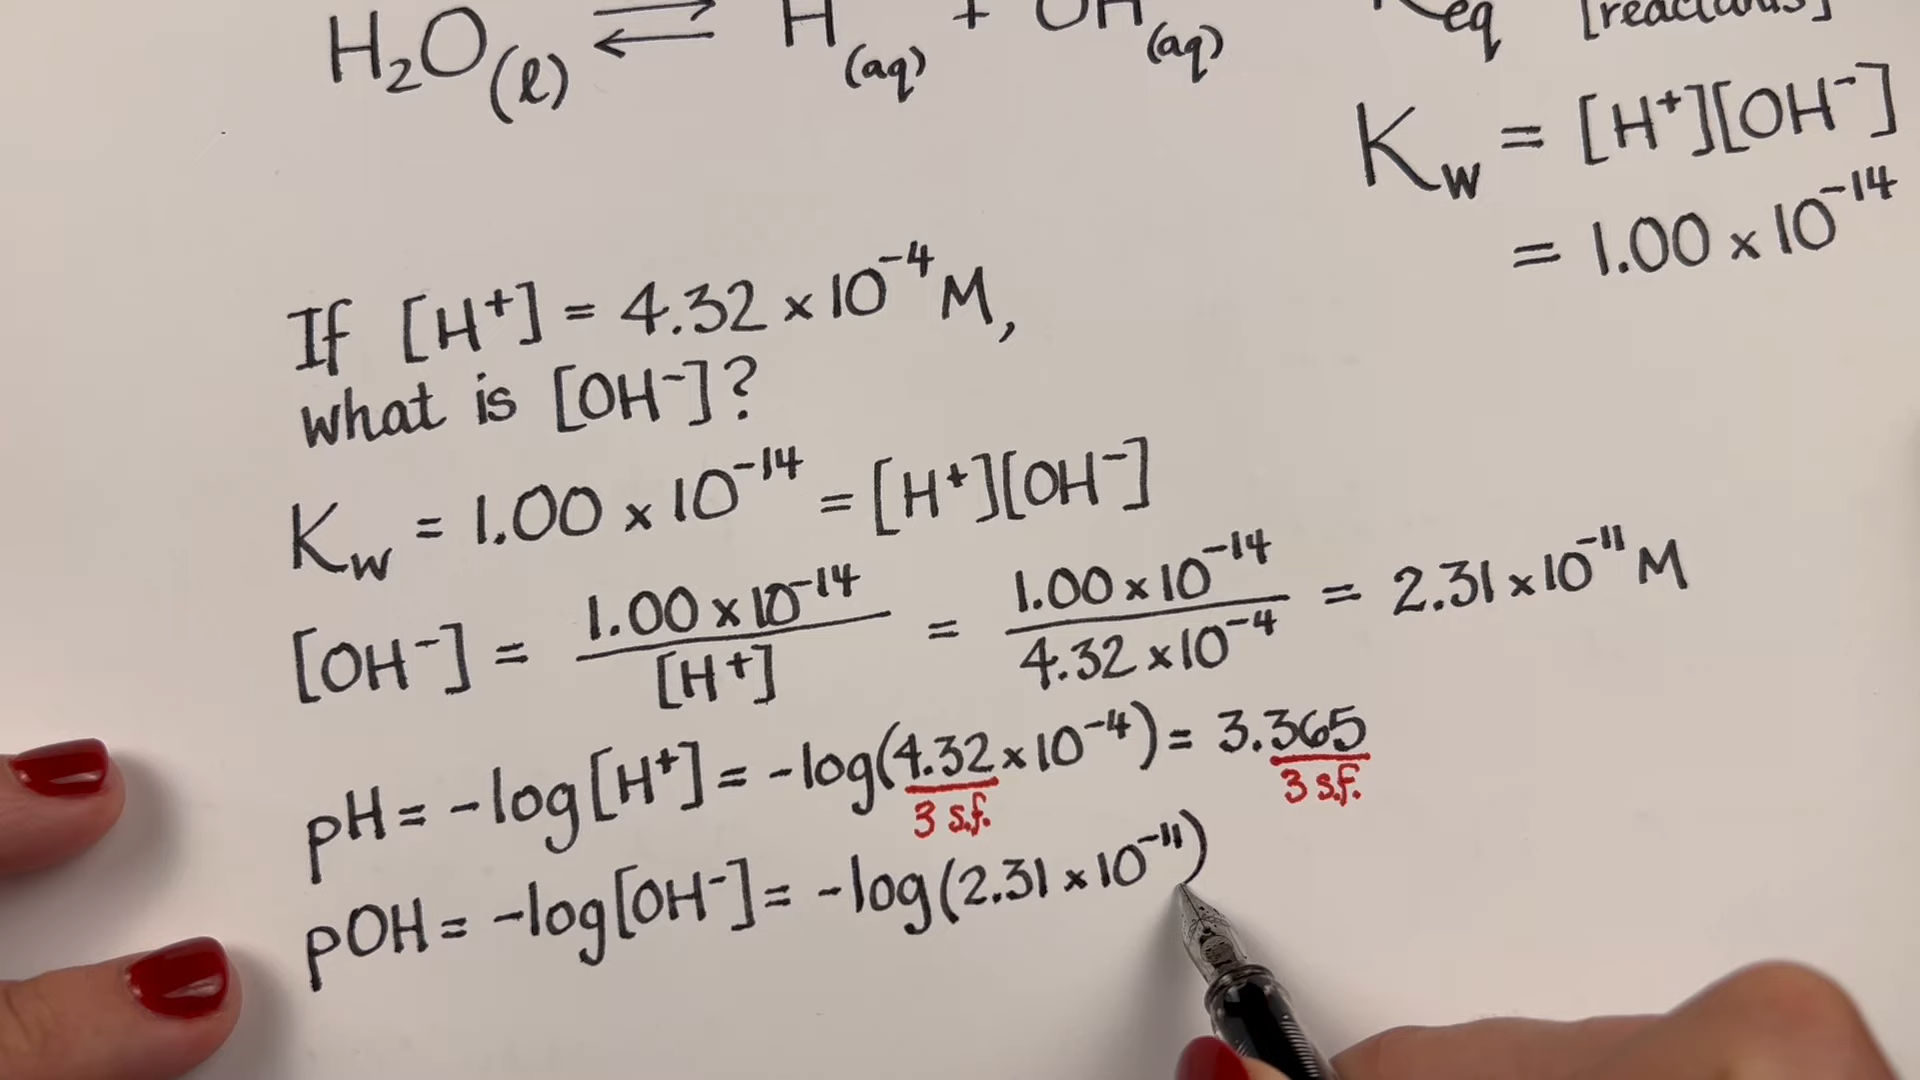 H₂O(l) ⇌ H(aq) + OH(aq)
Keq [reactants]
Kw = [H⁺][OH⁻]
= 1.00 × 10⁻¹⁴
If [H⁺] = 4.32 × 10⁻⁴ M,
what is [OH⁻]?
Kw = 1.00 × 10⁻¹⁴ = [H⁺][OH⁻]
[OH⁻] = 1.00 × 10⁻¹⁴ / [H⁺] = 1.00 × 10⁻¹⁴ / 4.32 × 10⁻⁴ = 2.31 × 10⁻¹¹ M
pH = -log[H⁺] = -log(4.32 × 10⁻⁴) = 3.365
3 s.f. 3 s.f.
pOH = -log[OH⁻] = -log(2.31 × 10⁻¹¹)